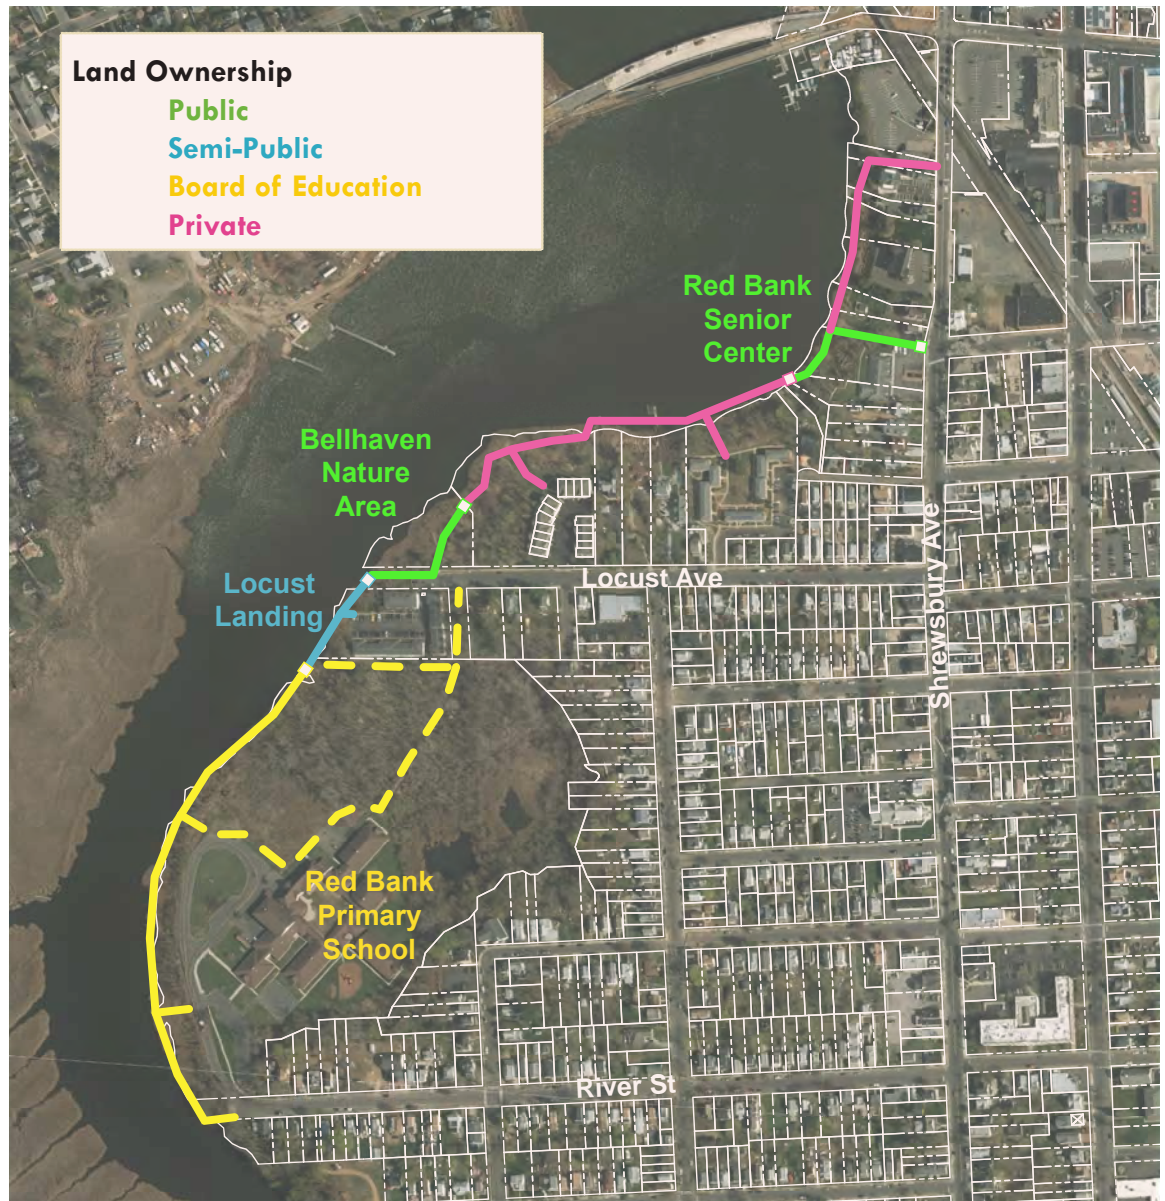 Land Ownership
Public
Semi-Public
Board of Education
Private
Red Bank
Senior
Center
Bellhaven
Nature
Area
Locust
Landing
Locust Ave
Shrewsbury Ave
Red Bank
Primary
School
River St